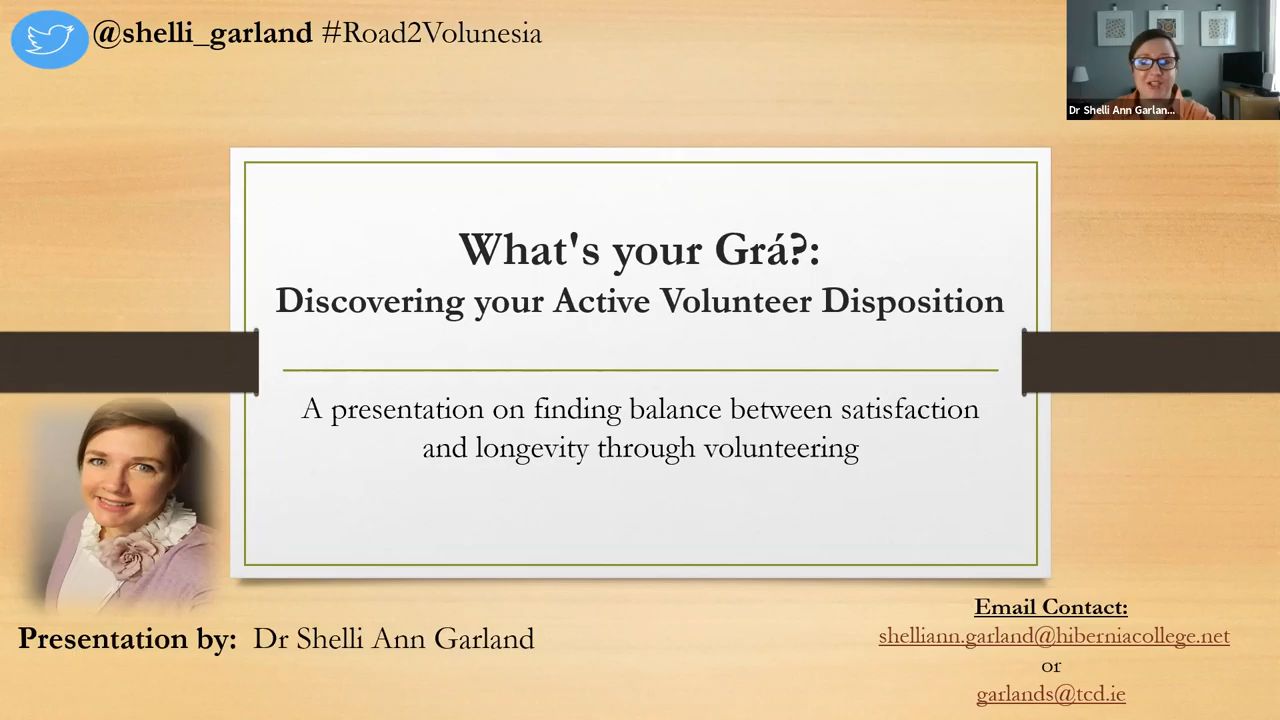 @shelli_garland #Road2Volunesia
Dr Shelli Ann Garlan...
What's your Grá?:
Discovering your Active Volunteer Disposition
A presentation on finding balance between satisfaction
and longevity through volunteering
Presentation by: Dr Shelli Ann Garland
Email Contact:
shelliann.garland@hiberniacollege.net
or
garlands@tcd.ie